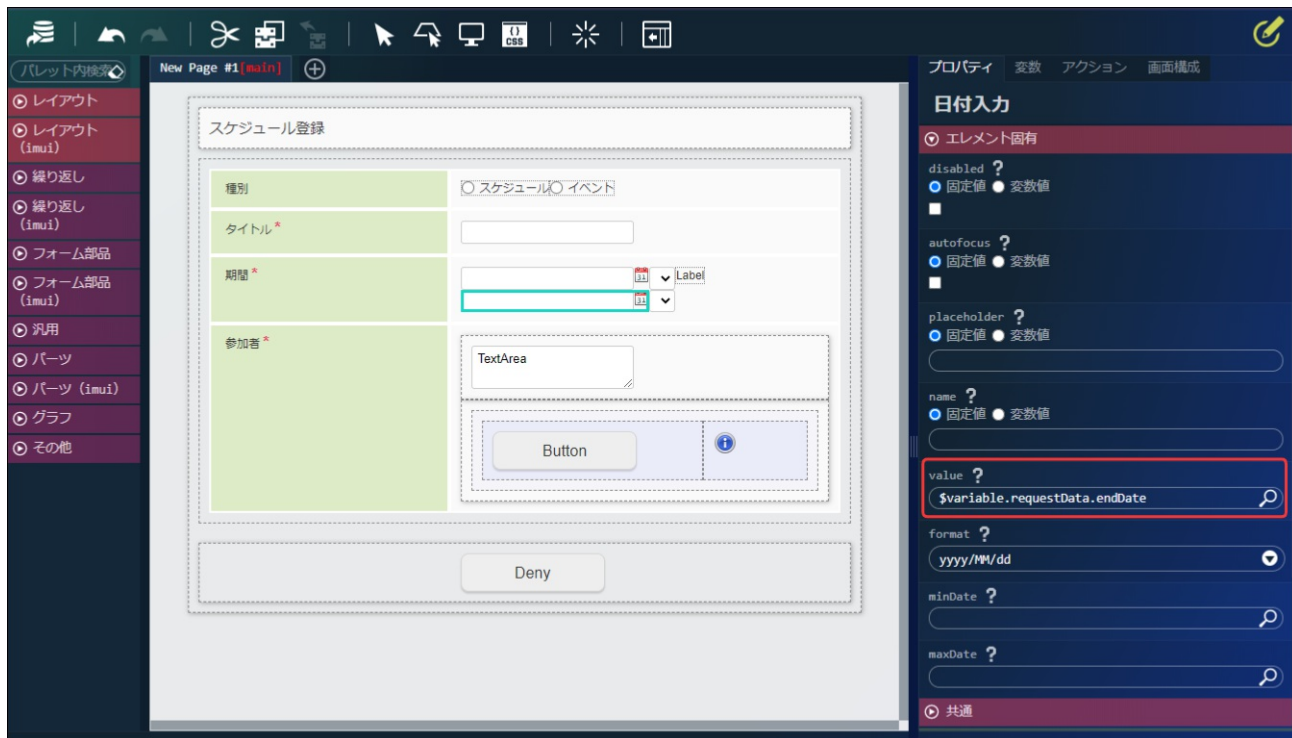 {} CSS
パレット内検索
New Page #1[main]
プロパティ 変数 アクション 画面構成
レイアウト
レイアウト
(imui)
繰り返し
繰り返し
(imui)
フォーム部品
フォーム部品
(imui)
汎用
パーツ
パーツ (imui)
グラフ
その他
スケジュール登録
種別
スケジュール イベント
タイトル *
期間 *
31
Label
31
参加者 *
TextArea
Button
Deny
日付入力
エレメント固有
disabled ?
固定値 変数値
autofocus ?
固定値 変数値
placeholder ?
固定値 変数値
name ?
固定値 変数値
value ?
$variable.requestData.endDate
format ?
yyyy/MM/dd
minDate ?
maxDate ?
共通